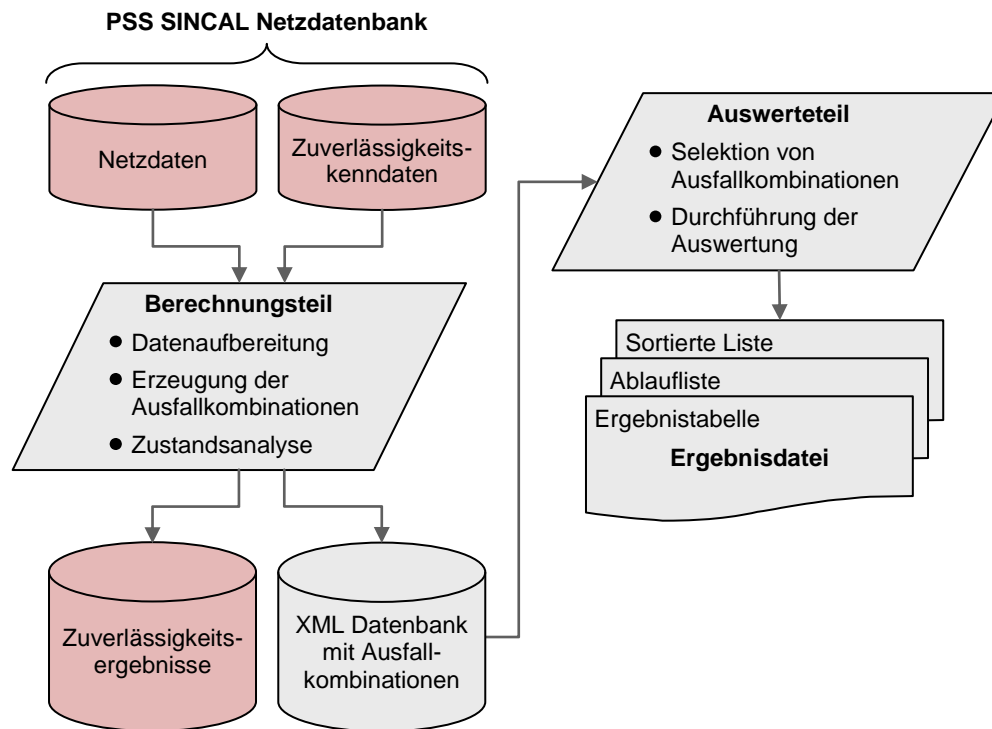 PSS SINCAL Netzdatenbank
Netzdaten
Zuverlässigkeits-
kenndaten
Berechnungsteil
● Datenaufbereitung
● Erzeugung der
Ausfallkombinationen
● Zustandsanalyse
Zuverlässigkeits-
ergebnisse
XML Datenbank
mit Ausfall-
kombinationen
Auswerteteil
● Selektion von
Ausfallkombinationen
● Durchführung der
Auswertung
Sortierte Liste
Ablaufliste
Ergebnistabelle
Ergebnisdatei